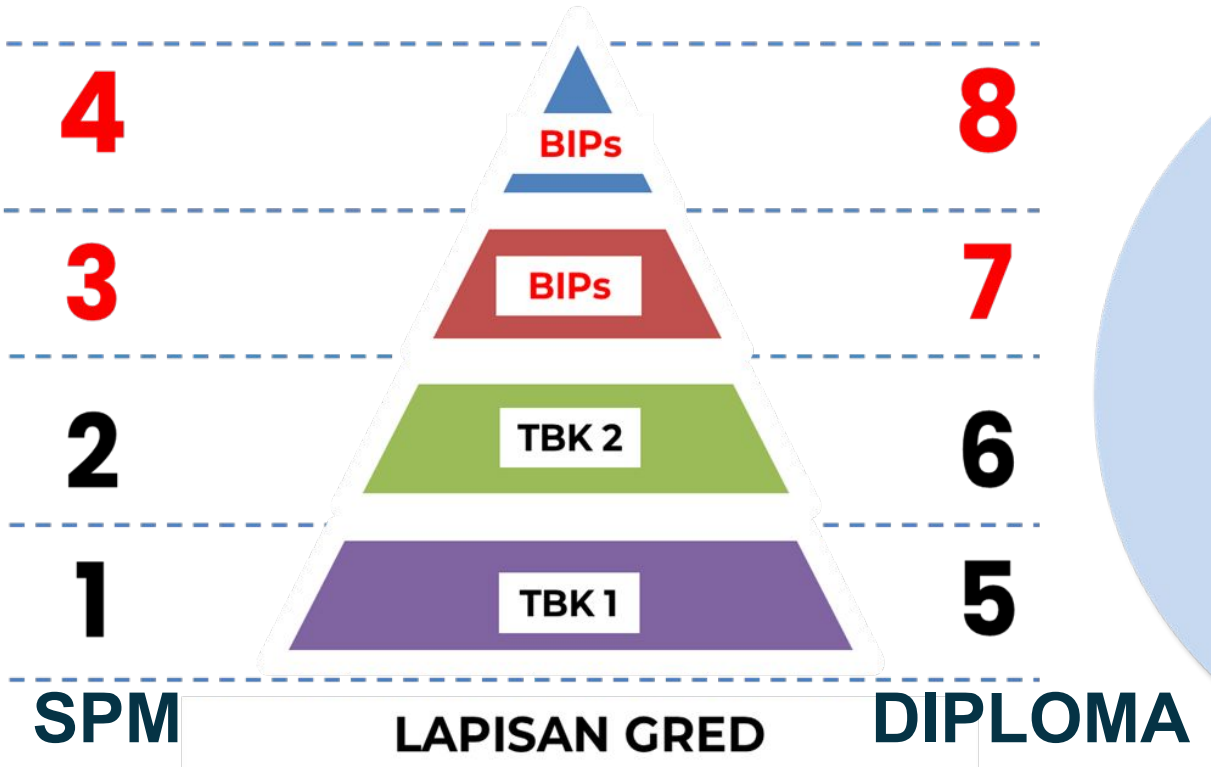 4 BIPs 8
3 BIPs 7
2 TBK 2 6
1 TBK 1 5
SPM LAPISAN GRED DIPLOMA